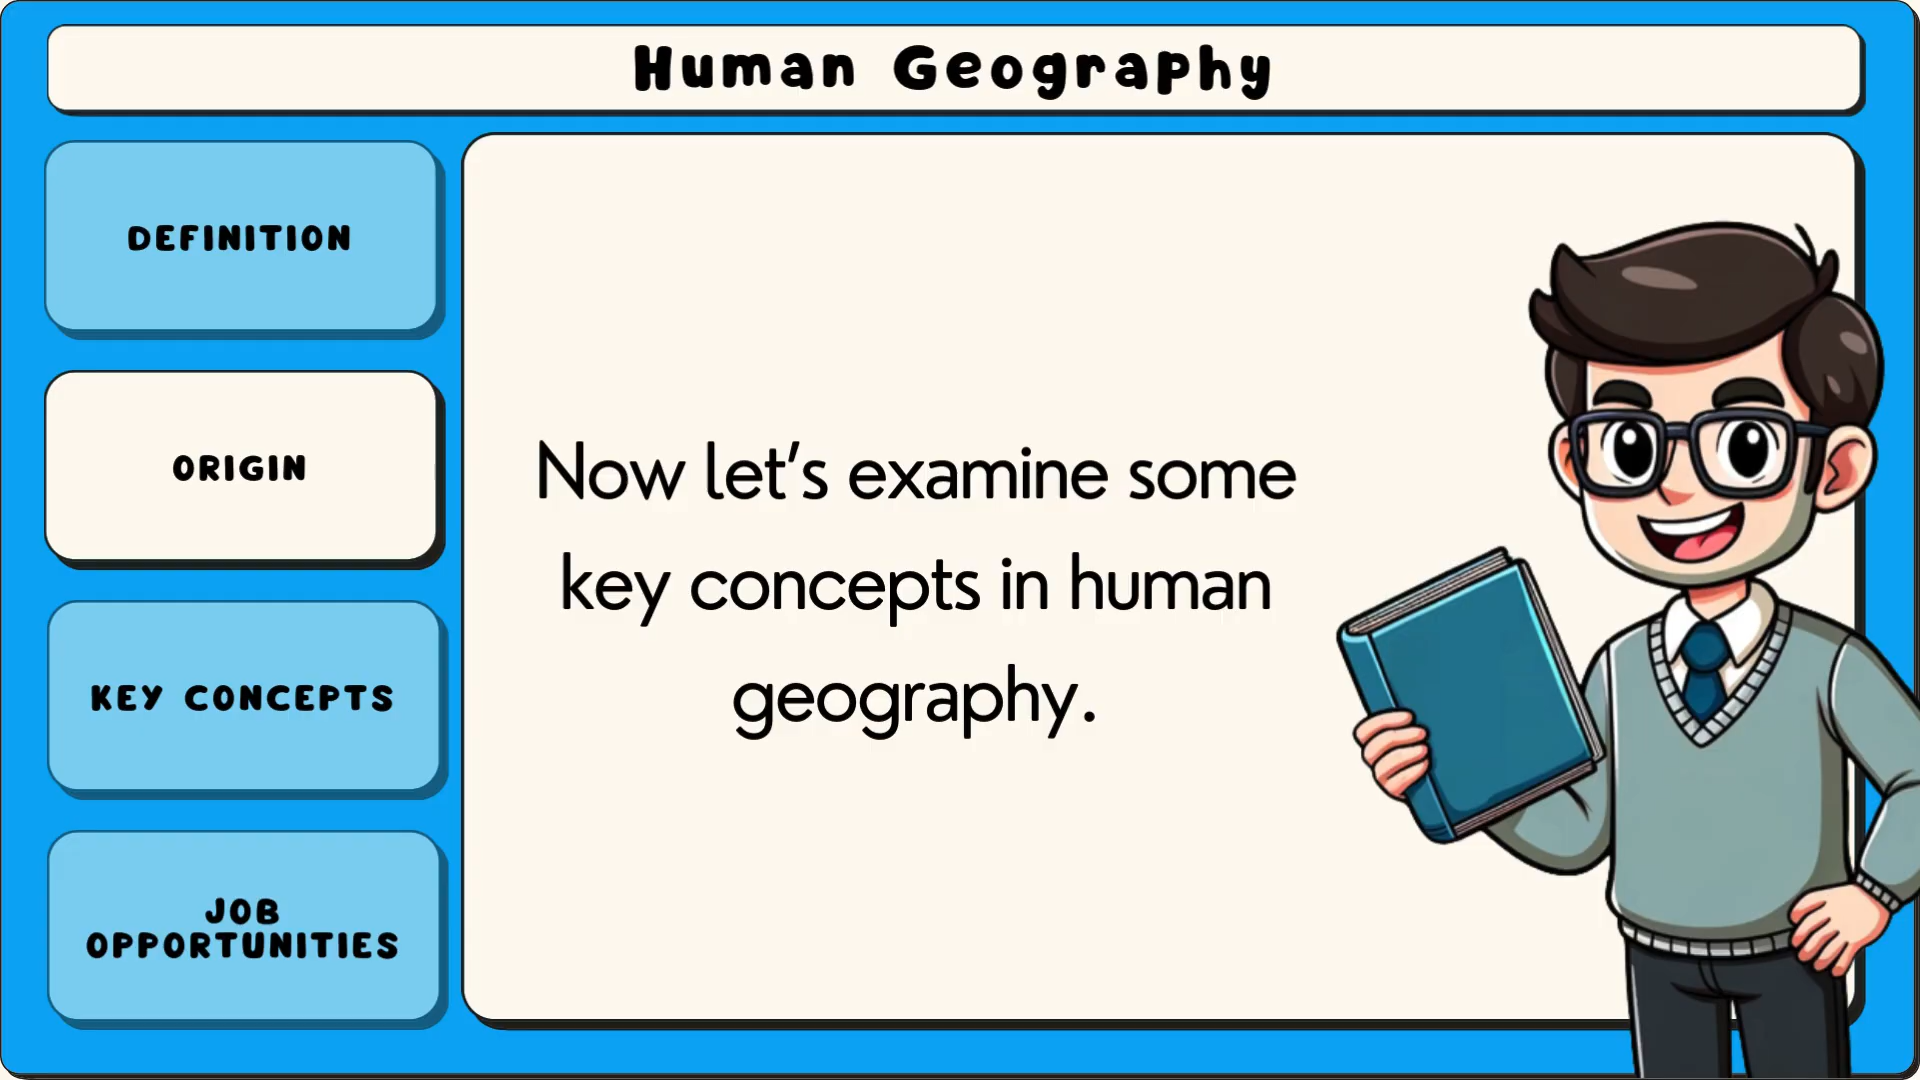 Human Geography
DEFINITION
ORIGIN
KEY CONCEPTS
JOB
OPPORTUNITIES
Now let's examine some
key concepts in human
geography.